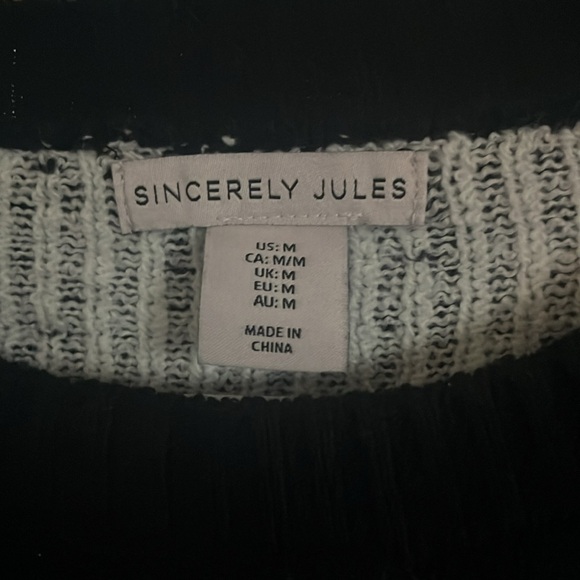 SINCERELY JULES
US: M
CA: M/M
UK: M
EU: M
AU: M
MADE IN
CHINA